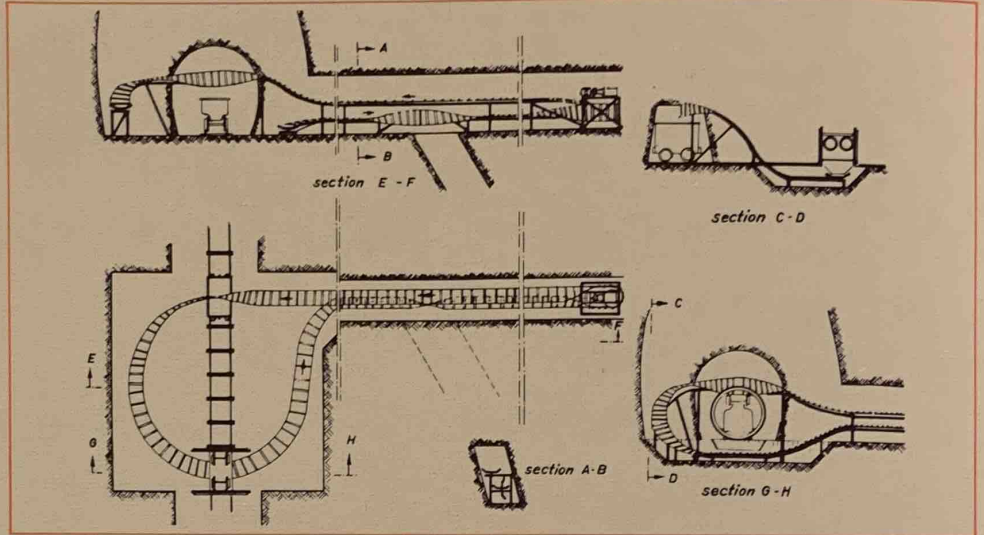 A
B
section E - F
section C-D
E
F
C
G
H
section A-B
D
section G-H